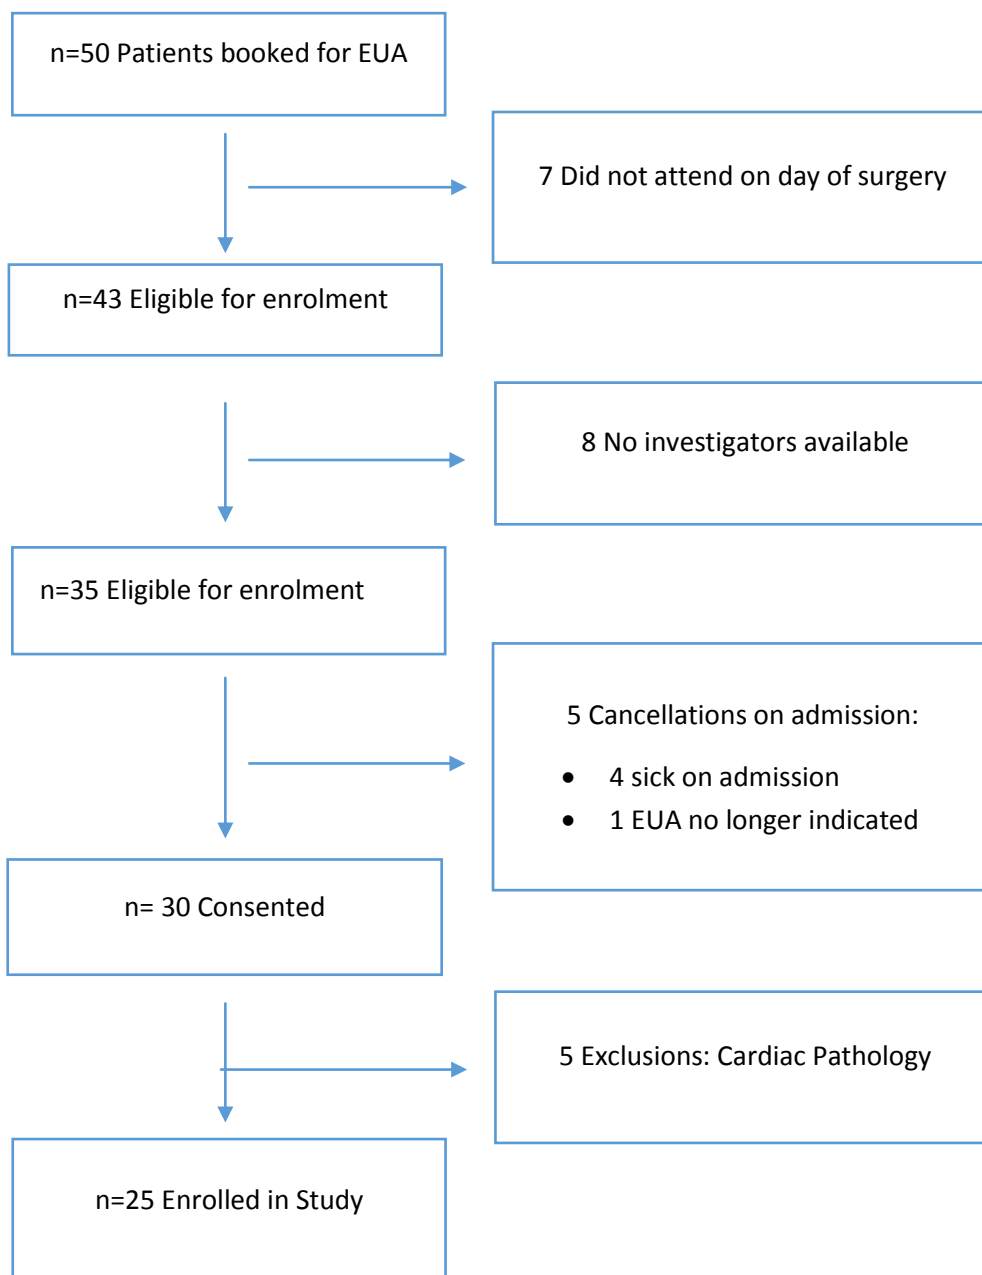 n=50 Patients booked for EUA
7 Did not attend on day of surgery
n=43 Eligible for enrolment
8 No investigators available
n=35 Eligible for enrolment
5 Cancellations on admission:
• 4 sick on admission
• 1 EUA no longer indicated
n= 30 Consented
5 Exclusions: Cardiac Pathology
n=25 Enrolled in Study